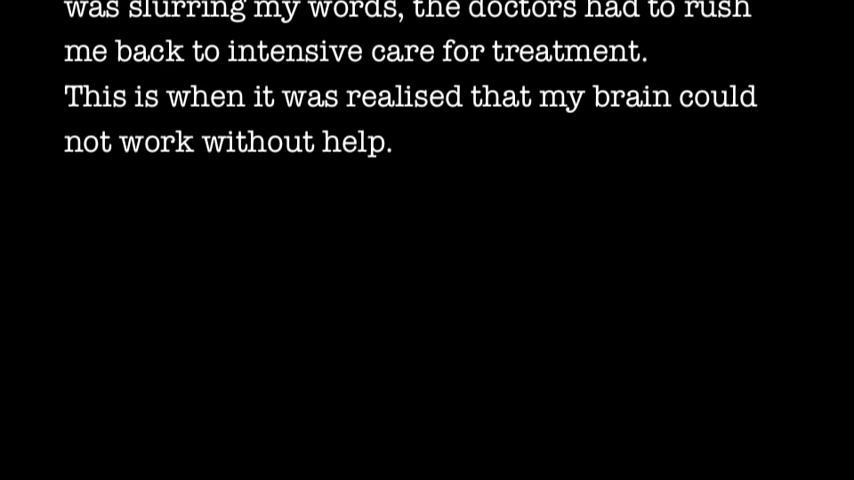 was slurring my words, the doctors had to rush
me back to intensive care for treatment.
This is when it was realised that my brain could
not work without help.